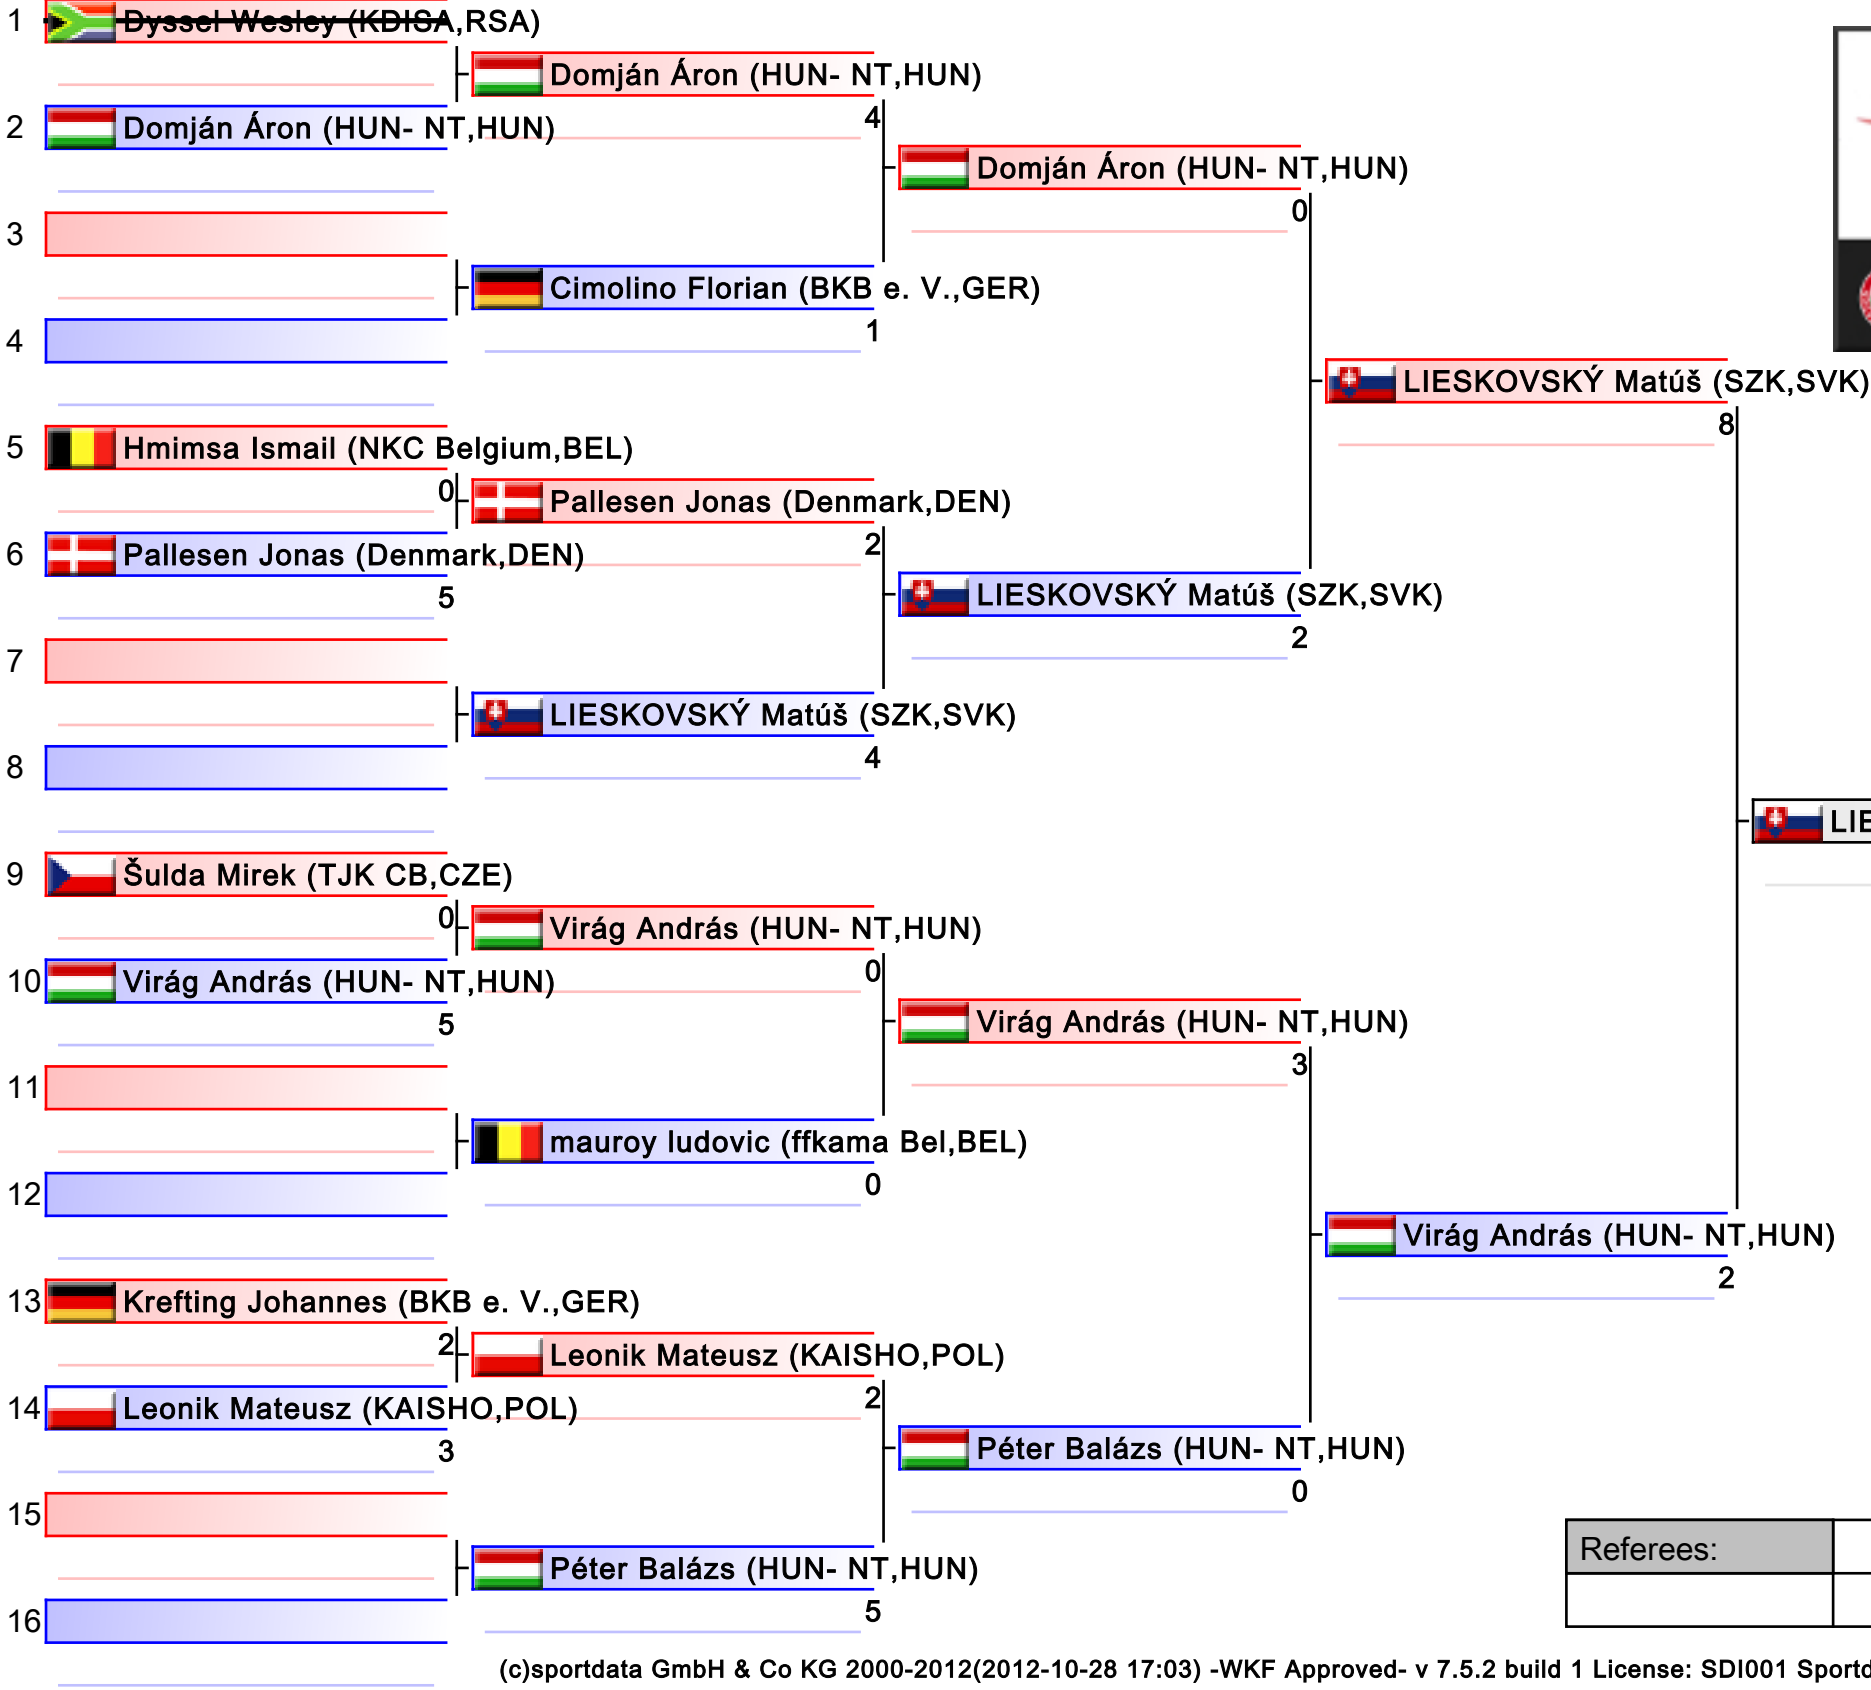 1 Dyssel Wesley (KDISA,RSA)
Domján Áron (HUN- NT,HUN)
4
2 Domján Áron (HUN- NT,HUN)
Domján Áron (HUN- NT,HUN)
0
3
Cimolino Florian (BKB e. V.,GER)
1
4
LIESKOVSKÝ Matúš (SZK,SVK)
8
5 Hmimsa Ismail (NKC Belgium,BEL)
0
Pallesen Jonas (Denmark,DEN)
2
6 Pallesen Jonas (Denmark,DEN)
5
LIESKOVSKÝ Matúš (SZK,SVK)
2
7
LIESKOVSKÝ Matúš (SZK,SVK)
4
8
LIE
9 Šulda Mirek (TJK CB,CZE)
0
Virág András (HUN- NT,HUN)
0
10 Virág András (HUN- NT,HUN)
5
Virág András (HUN- NT,HUN)
3
11
mauroy ludovic (ffkama Bel,BEL)
0
12
Virág András (HUN- NT,HUN)
2
13 Krefting Johannes (BKB e. V.,GER)
2
Leonik Mateusz (KAISHO,POL)
2
14 Leonik Mateusz (KAISHO,POL)
3
Péter Balázs (HUN- NT,HUN)
0
15
Péter Balázs (HUN- NT,HUN)
5
16
Referees:
(c)sportdata GmbH & Co KG 2000-2012(2012-10-28 17:03) -WKF Approved- v 7.5.2 build 1 License: SDI001 Sportd